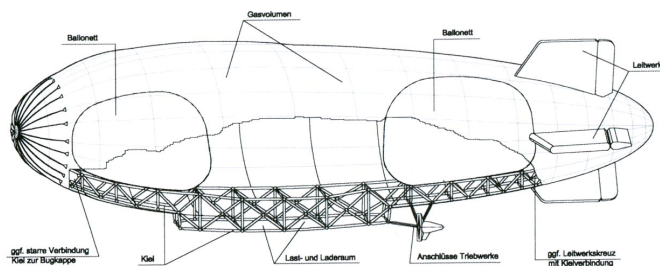 Gasvolumen
Ballonett
Ballonett
Leitwerk
ggf. starre Verbindung
Kiel zur Bugkappe
Kiel
Last- und Laderaum
Anschlüsse Triebwerke
ggf. Leitwerkskreuz
mit Kielverbindung